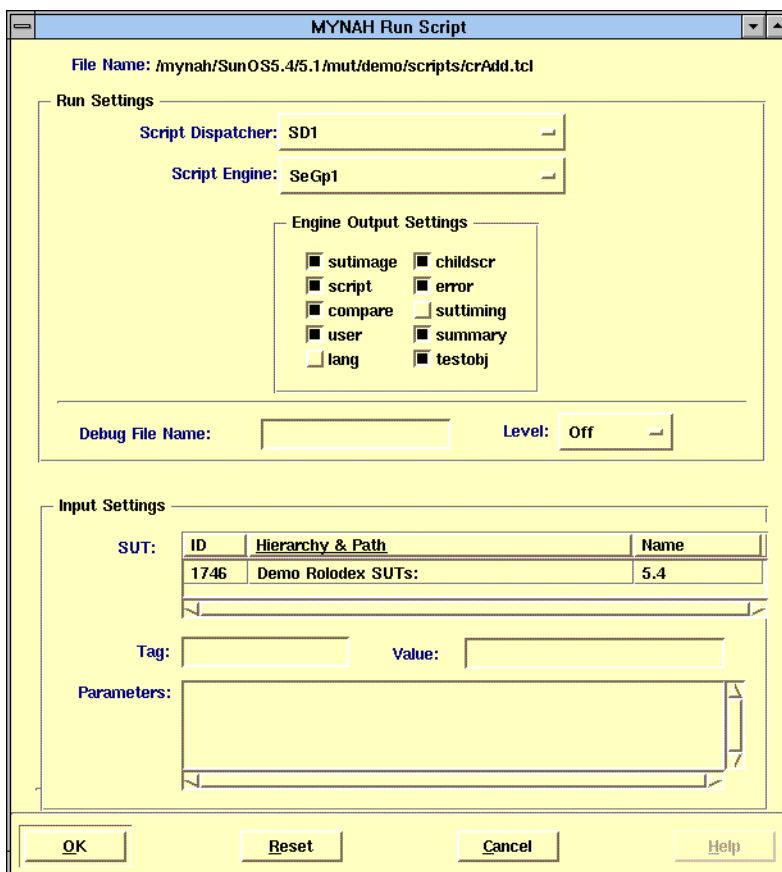 MYNAH Run Script
File Name: /mynah/SunOS5.4/5.1/mut/demo/scripts/crAdd.tcl
Run Settings
Script Dispatcher: SD1
Script Engine: SeGp1
Engine Output Settings
sutimage childscr
script error
compare suttiming
user summary
lang testobj
Debug File Name: Level: Off
Input Settings
SUT: ID Hierarchy & Path Name
1746 Demo Rolodex SUTs: 5.4
Tag: Value:
Parameters:
OK Reset Cancel Help